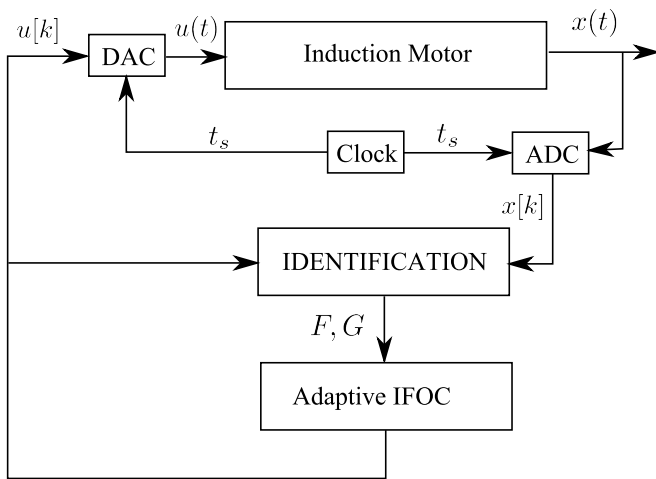 u[k]
DAC
u(t)
Induction Motor
x(t)
t_s
Clock
t_s
ADC
x[k]
IDENTIFICATION
F, G
Adaptive IFOC